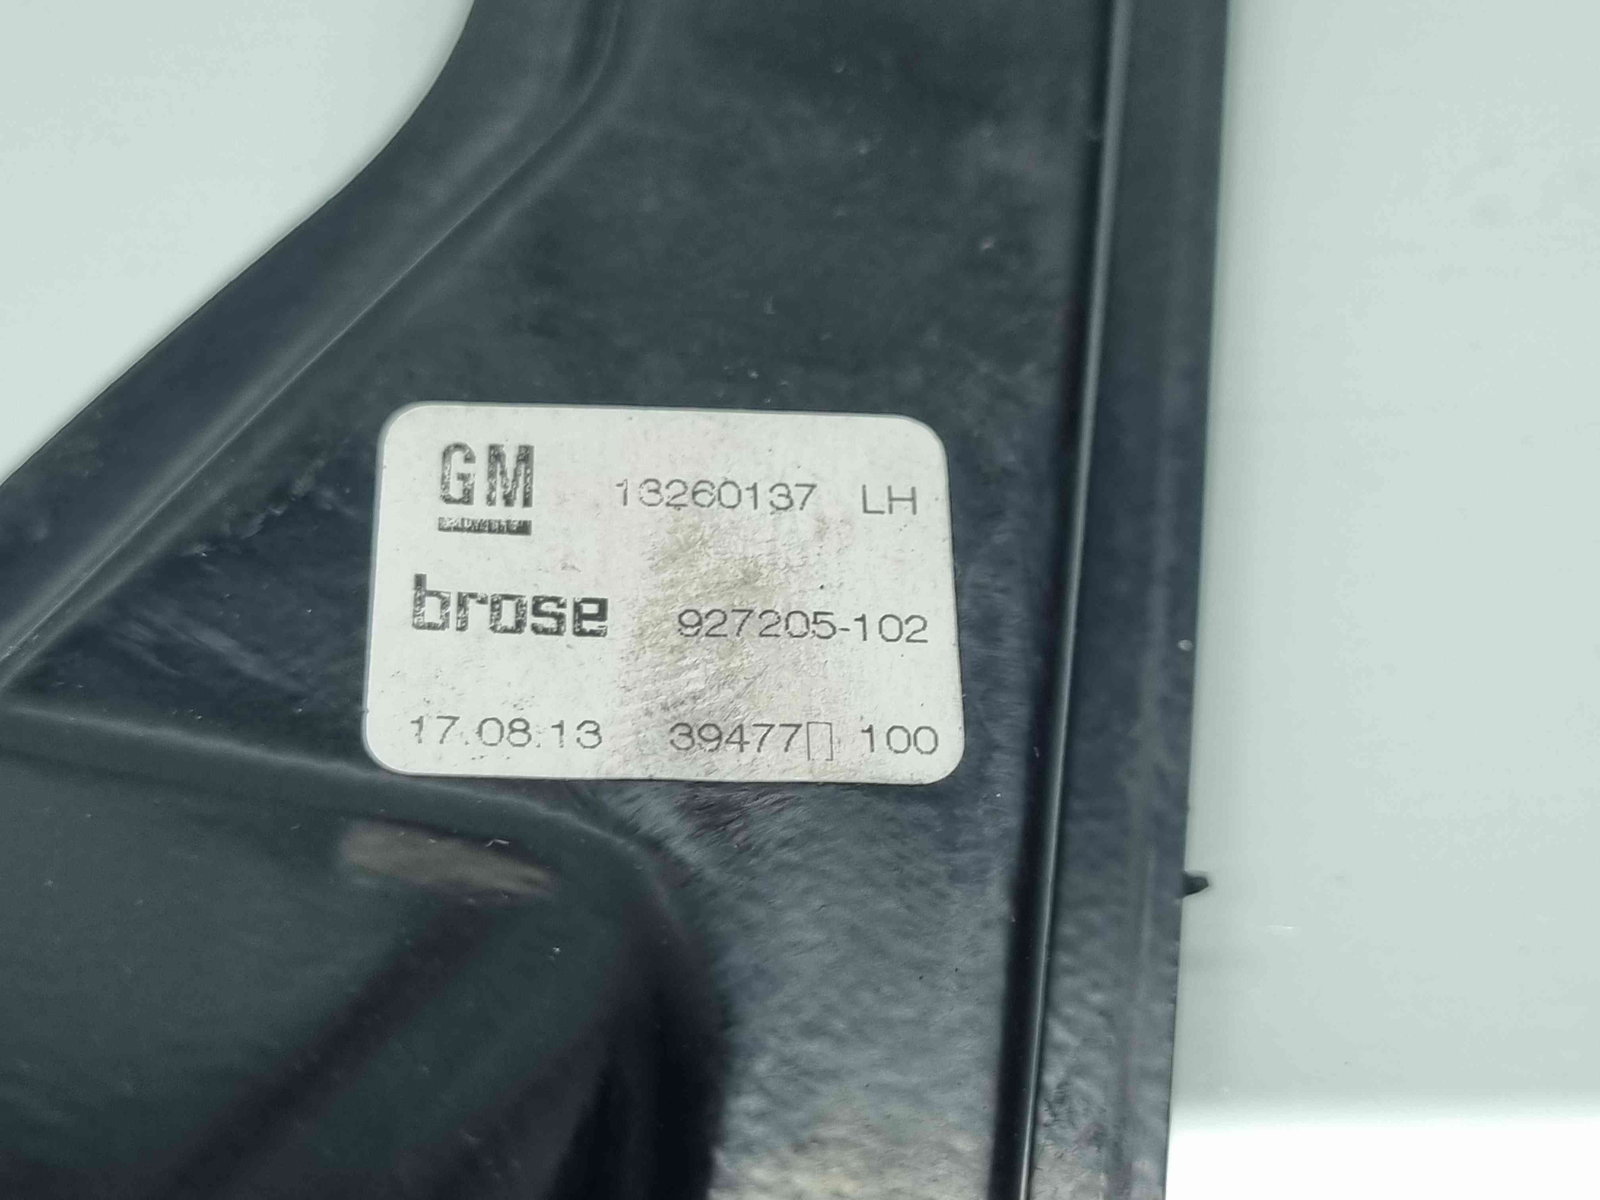 GM 13260137 LH
brose 927205-102
17.08.13 39477▯ 100